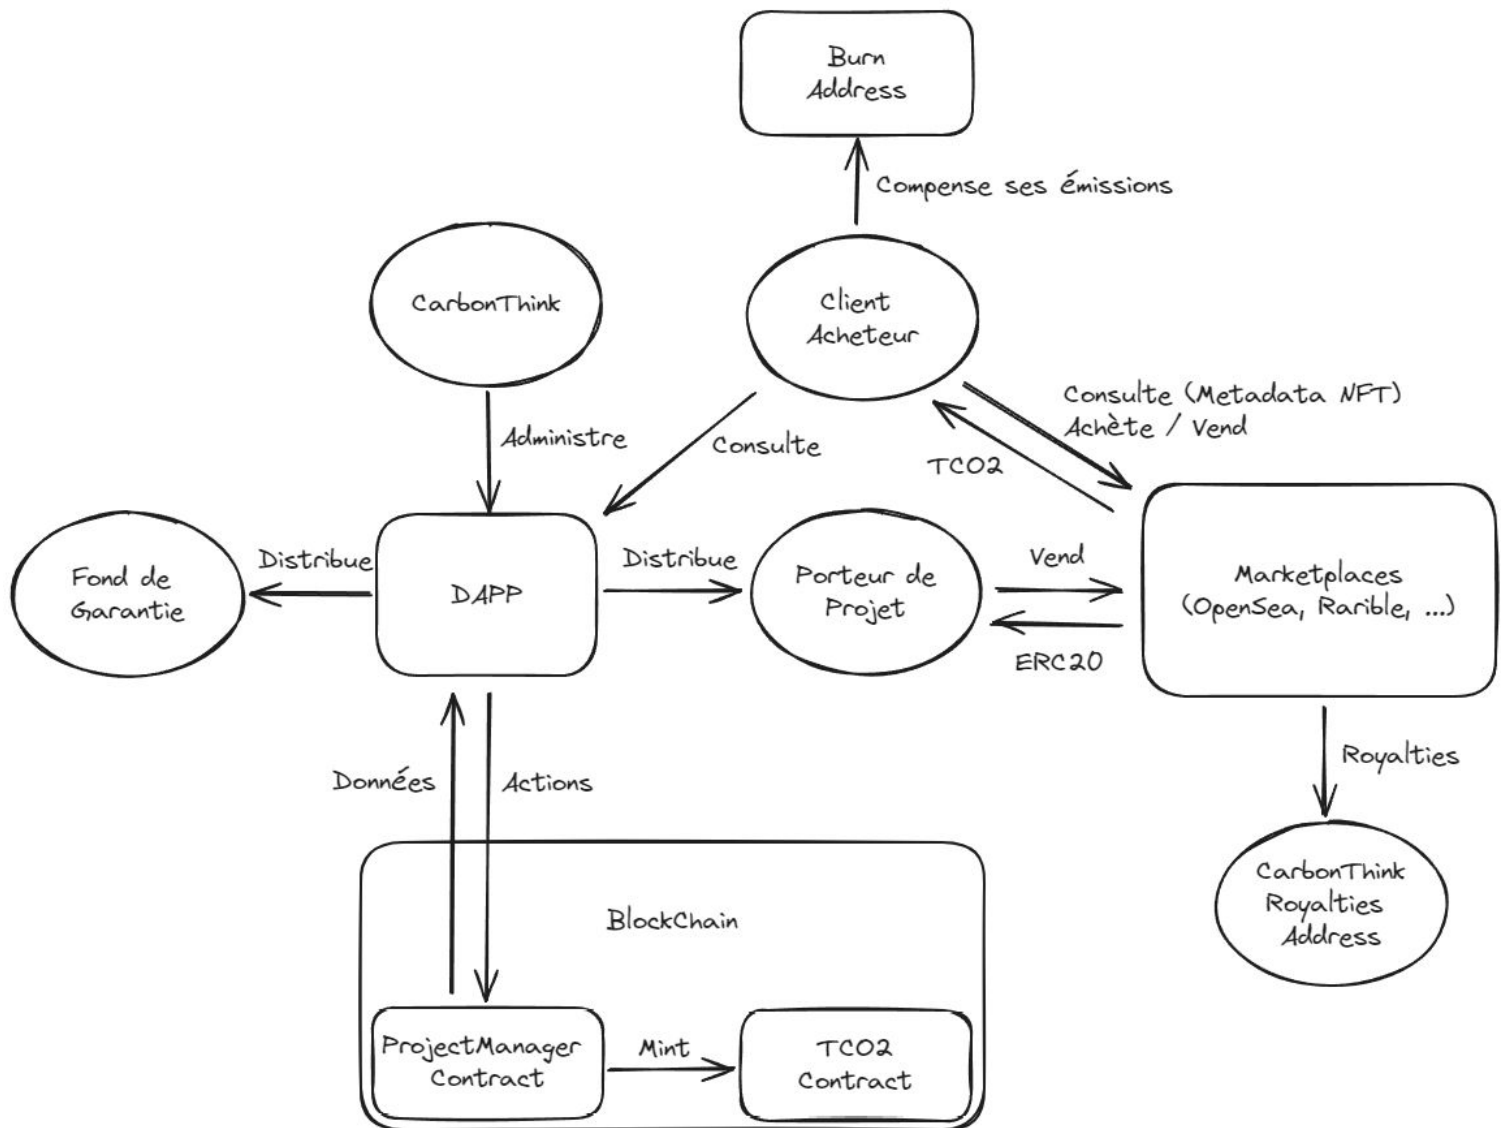 Burn
Address
Compense ses émissions
CarbonThink
Client
Acheteur
Consulte (Metadata NFT)
Achète / Vend
Administre
Consulte
TCO2
Fond de
Garantie
Distribue
DAPP
Distribue
Porteur de
Projet
Vend
ERC20
Marketplaces
(OpenSea, Rarible, ...)
Données
Actions
Royalties
BlockChain
CarbonThink
Royalties
Address
ProjectManager
Contract
Mint
TCO2
Contract